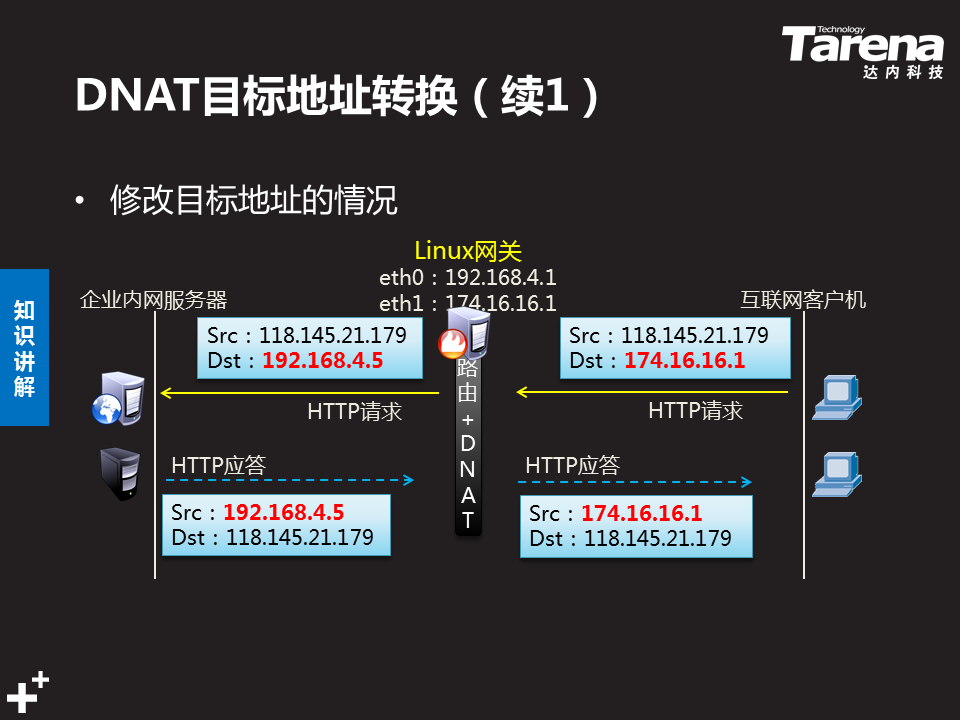 Technology
Tarena
达内科技
DNAT目标地址转换（续1）
• 修改目标地址的情况
Linux网关
eth0：192.168.4.1
eth1：174.16.16.1
企业内网服务器
互联网客户机
知识讲解
Src：118.145.21.179
Dst：192.168.4.5
Src：118.145.21.179
Dst：174.16.16.1
路由+DNAT
HTTP请求
HTTP请求
HTTP应答
HTTP应答
Src：192.168.4.5
Dst：118.145.21.179
Src：174.16.16.1
Dst：118.145.21.179